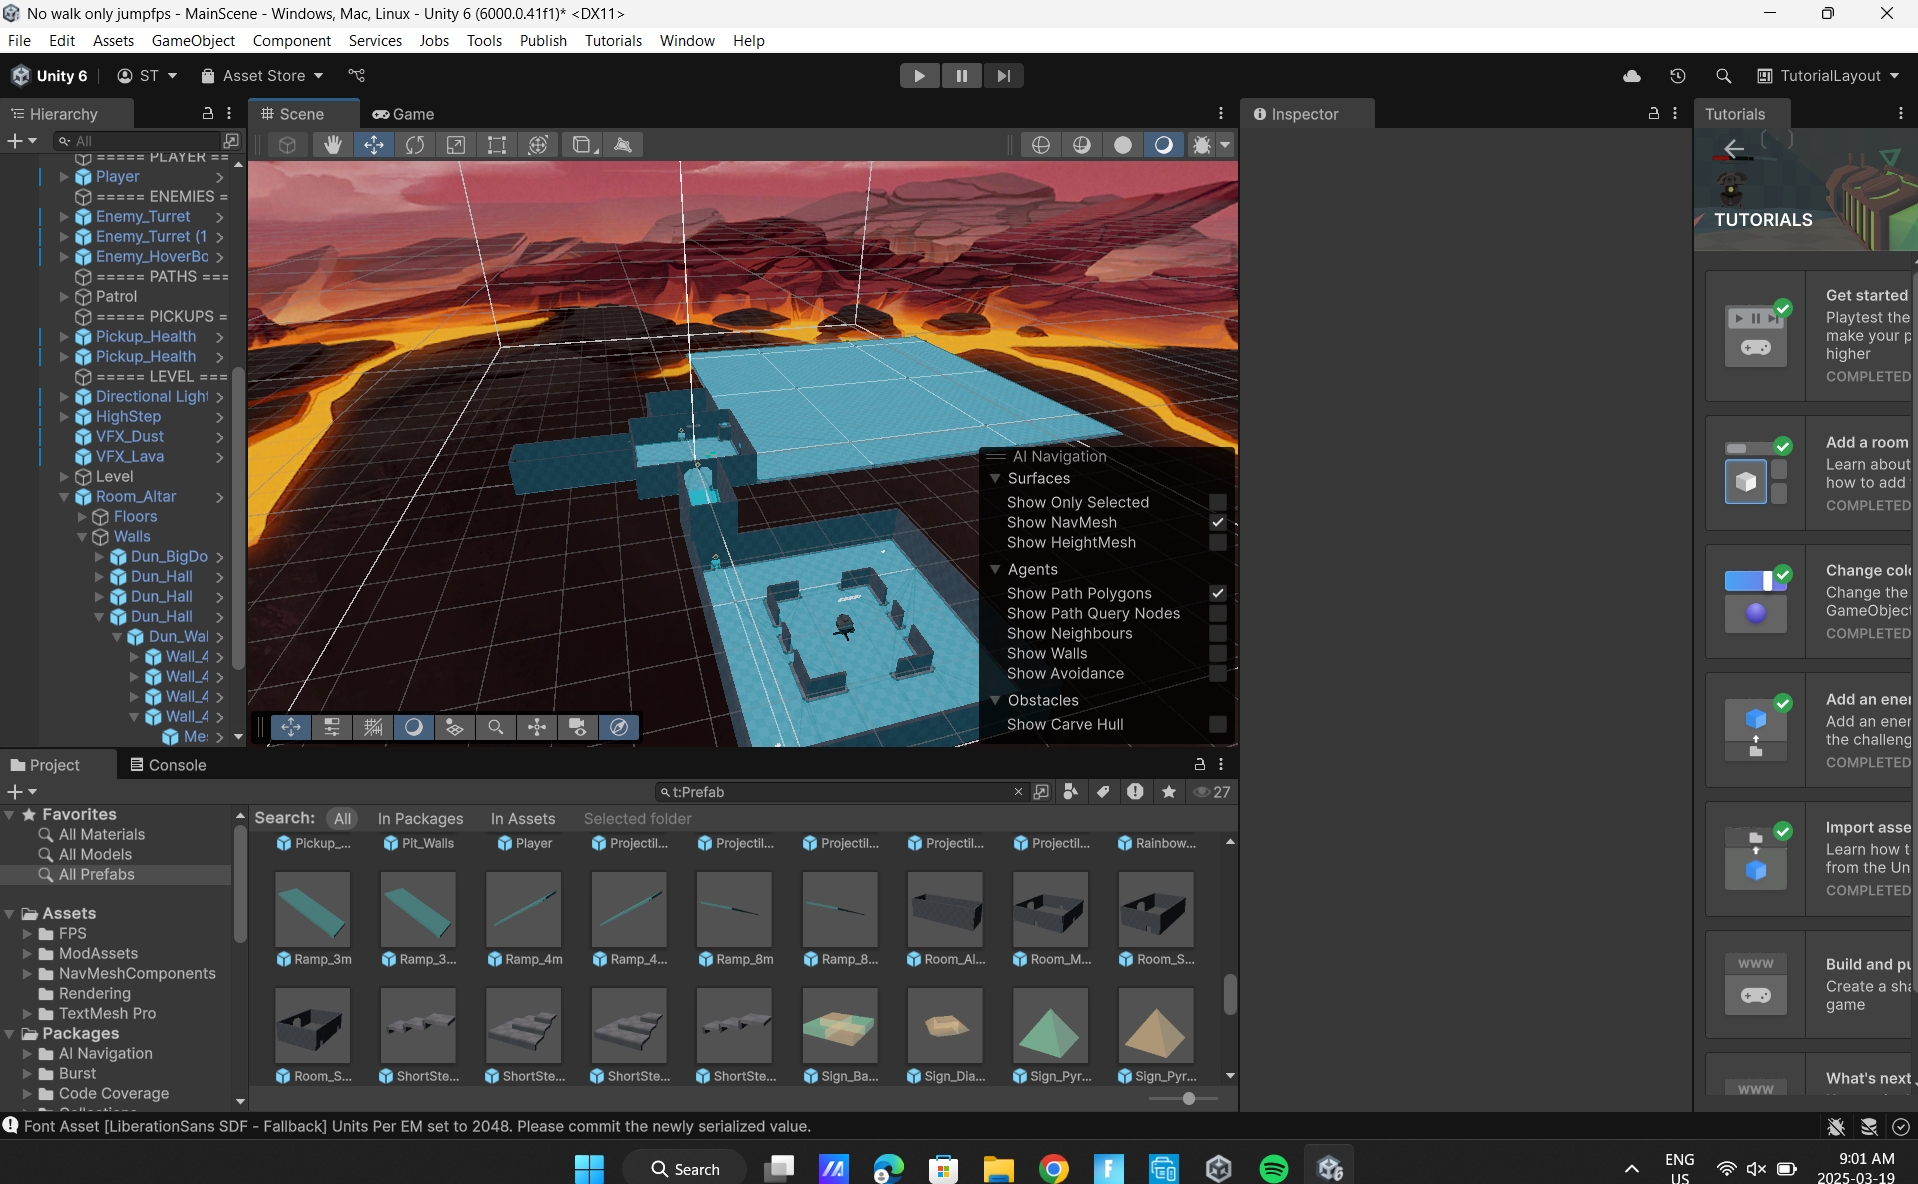 No walk only jumpfps - MainScene - Windows, Mac, Linux - Unity 6 (6000.0.41f1)* <DX11>
File Edit Assets GameObject Component Services Jobs Tools Publish Tutorials Window Help
Unity 6 ST Asset Store TutorialLayout
Hierarchy
All
===== PLAYER ==
Player
===== ENEMIES =
Enemy_Turret
Enemy_Turret (1
Enemy_HoverBo
===== PATHS ===
Patrol
===== PICKUPS =
Pickup_Health
Pickup_Health
===== LEVEL ====
Directional Light
HighStep
VFX_Dust
VFX_Lava
Level
Room_Altar
Floors
Walls
Dun_BigDo
Dun_Hall
Dun_Hall
Dun_Hall
Dun_Wal
Wall_4
Wall_4
Wall_4
Wall_4
Me
Scene Game
AI Navigation
Surfaces
Show Only Selected
Show NavMesh
Show HeightMesh
Agents
Show Path Polygons
Show Path Query Nodes
Show Neighbours
Show Walls
Show Avoidance
Obstacles
Show Carve Hull
Inspector
Tutorials
TUTORIALS
Get started
Playtest the
make your p
higher
COMPLETED
Add a room
Learn about
how to add
COMPLETED
Change colo
Change the
GameObject
COMPLETED
Add an ener
Add an ener
the challeng
COMPLETED
Import asse
Learn how t
from the Un
COMPLETED
www
Build and pu
Create a sha
game
www
What's next
Project Console
t:Prefab
27
Favorites
All Materials
All Models
All Prefabs
Assets
FPS
ModAssets
NavMeshComponents
Rendering
TextMesh Pro
Packages
AI Navigation
Burst
Code Coverage
Search: All In Packages In Assets Selected folder
Pickup_... Pit_Walls Player Projectil... Projectil... Projectil... Projectil... Projectil... Rainbow...
Ramp_3m Ramp_3... Ramp_4m Ramp_4... Ramp_8m Ramp_8... Room_Al... Room_M... Room_S...
Room_S... ShortSte... ShortSte... ShortSte... ShortSte... Sign_Ba... Sign_Dia... Sign_Pyr... Sign_Pyr...
Font Asset [LiberationSans SDF - Fallback] Units Per EM set to 2048. Please commit the newly serialized value.
Search
ENG
US
9:01 AM
2025-03-19